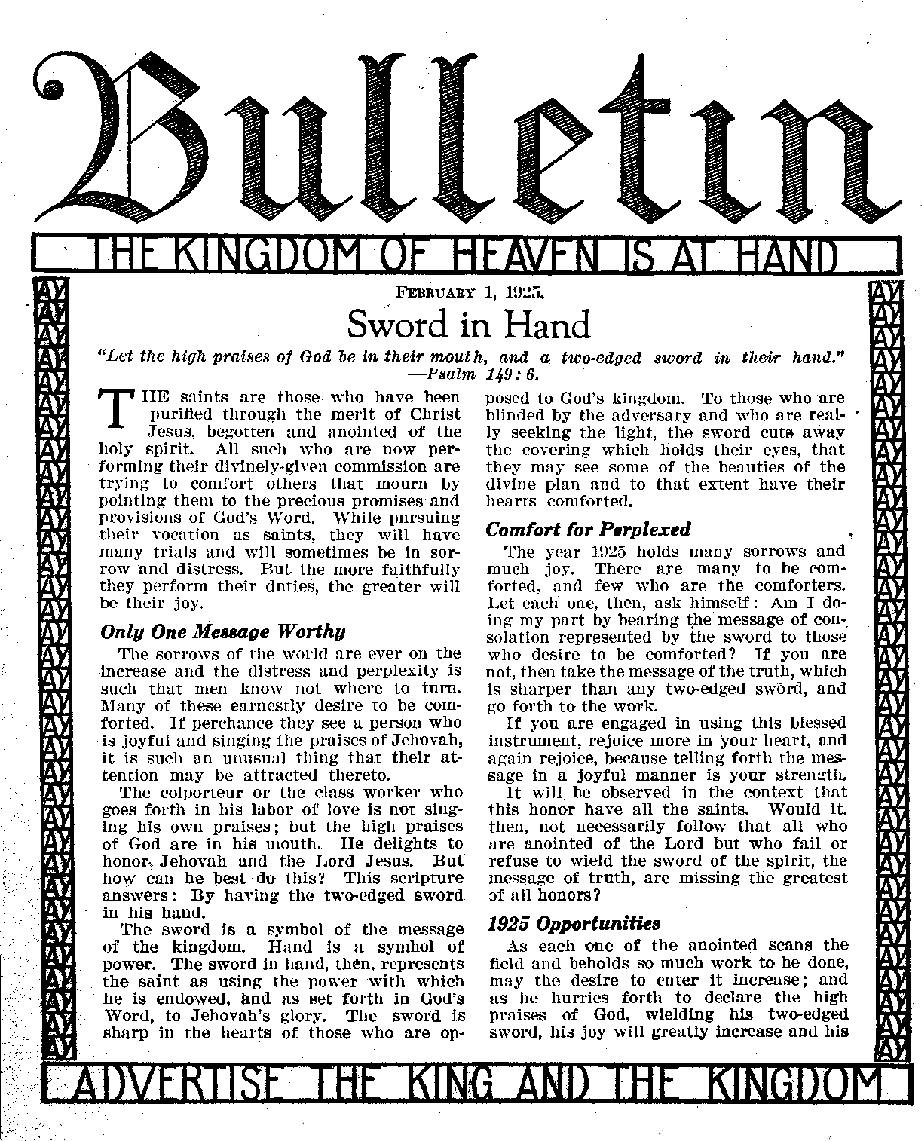 Bulletin
THE KINGDOM OF HEAVEN IS AT HAND
FEBRUARY 1, 1925.
Sword in Hand
"Let the high praises of God be in their mouth, and a two-edged sword in their hand."
—Psalm 149: 6.
THE saints are those who have been
purified through the merit of Christ
Jesus, begotten and anointed of the
holy spirit. All such who are now per-
forming their divinely-given commission are
trying to comfort others that mourn by
pointing them to the precious promises and
provisions of God's Word. While pursuing
their vocation as saints, they will have
many trials and will sometimes be in sor-
row and distress. But the more faithfully
they perform their duties, the greater will
be their joy.
Only One Message Worthy
The sorrows of the world are ever on the
increase and the distress and perplexity is
such that men know not where to turn.
Many of these earnestly desire to be com-
forted. If perchance they see a person who
is joyful and singing the praises of Jehovah,
it is such an unusual thing that their at-
tention may be attracted thereto.
The colporteur or the class worker who
goes forth in his labor of love is not sing-
ing his own praises; but the high praises
of God are in his mouth. He delights to
honor Jehovah and the Lord Jesus. But
how can he best do this? This scripture
answers: By having the two-edged sword
in his hand.
The sword is a symbol of the message
of the kingdom. Hand is a symbol of
power. The sword in hand, then, represents
the saint as using the power with which
he is endowed, and as set forth in God's
Word, to Jehovah's glory. The sword is
sharp in the hearts of those who are op-
posed to God's kingdom. To those who are
blinded by the adversary and who are real-
ly seeking the light, the sword cuts away
the covering which holds their eyes, that
they may see some of the beauties of the
divine plan and to that extent have their
hearts comforted.
Comfort for Perplexed
The year 1925 holds many sorrows and
much joy. There are many to be com-
forted, and few who are the comforters.
Let each one, then, ask himself: Am I do-
ing my part by bearing the message of con-
solation represented by the sword to those
who desire to be comforted? If you are
not, then take the message of the truth, which
is sharper than any two-edged sword, and
go forth to the work.
If you are engaged in using this blessed
instrument, rejoice more in your heart, and
again rejoice, because telling forth the mes-
sage in a joyful manner is your strength.
It will be observed in the context that
this honor have all the saints. Would it,
then, not necessarily follow that all who
are anointed of the Lord but who fail or
refuse to wield the sword of the spirit, the
message of truth, are missing the greatest
of all honors?
1925 Opportunities
As each one of the anointed scans the
field and beholds so much work to be done,
may the desire to enter it increase; and
as he hurries forth to declare the high
praises of God, wielding his two-edged
sword, his joy will greatly increase and his
ADVERTISE THE KING AND THE KINGDOM